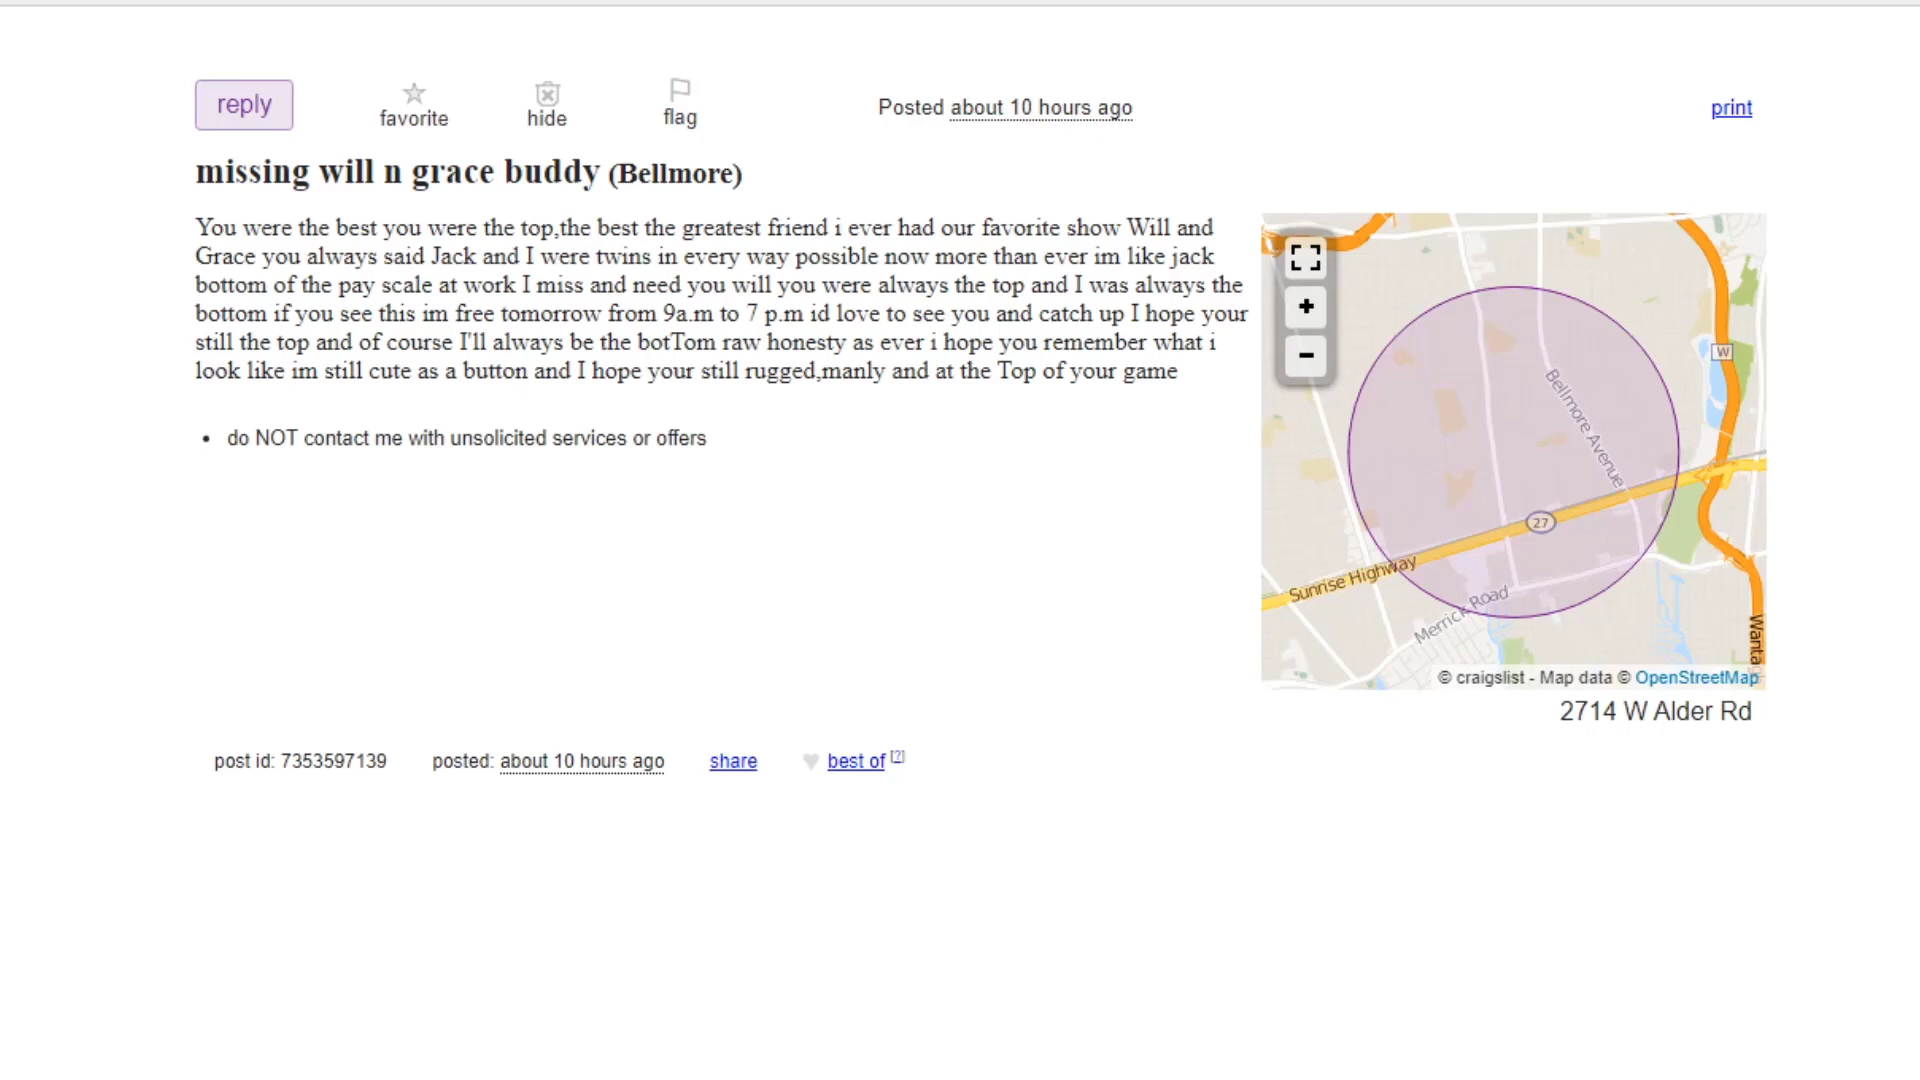 reply
favorite
hide
flag
Posted about 10 hours ago
print
missing will n grace buddy (Bellmore)
You were the best you were the top,the best the greatest friend i ever had our favorite show Will and
Grace you always said Jack and I were twins in every way possible now more than ever im like jack
bottom of the pay scale at work I miss and need you will you were always the top and I was always the
bottom if you see this im free tomorrow from 9a.m to 7 p.m id love to see you and catch up I hope your
still the top and of course I'll always be the botTom raw honesty as ever i hope you remember what i
look like im still cute as a button and I hope your still rugged,manly and at the Top of your game
• do NOT contact me with unsolicited services or offers
+
−
W
Bellmore Avenue
27
Sunrise Highway
Merrick Road
Wanta
© craigslist - Map data © OpenStreetMap
2714 W Alder Rd
post id: 7353597139
posted: about 10 hours ago
share
best of [?]